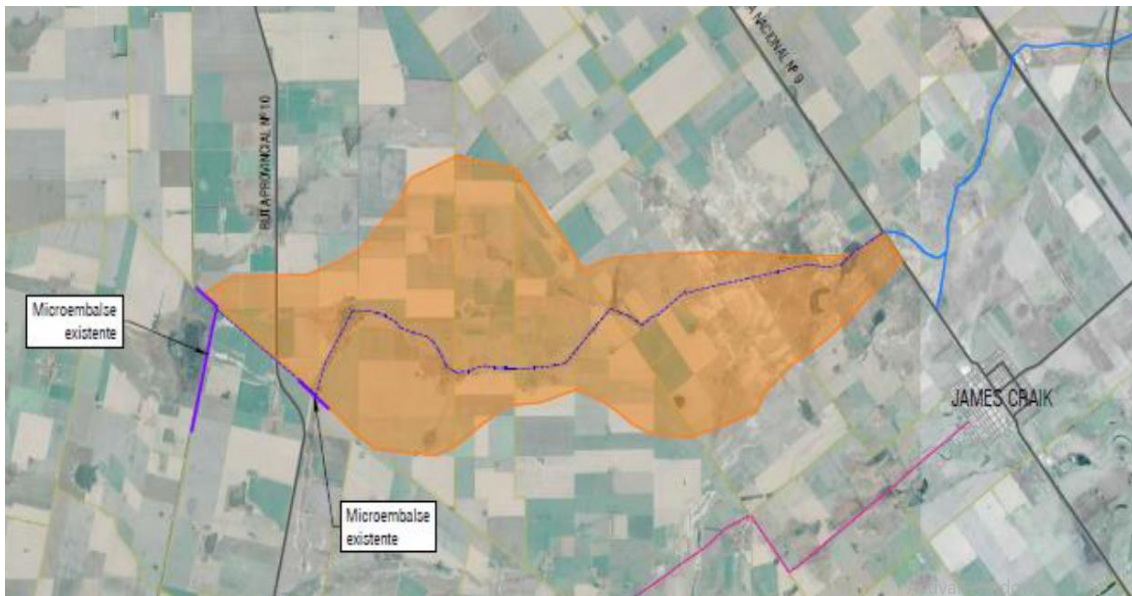 RUTA PROVINCIAL Nº 10
NACIONAL Nº 9
Microembalse
existente
JAMES CRAIK
Microembalse
existente